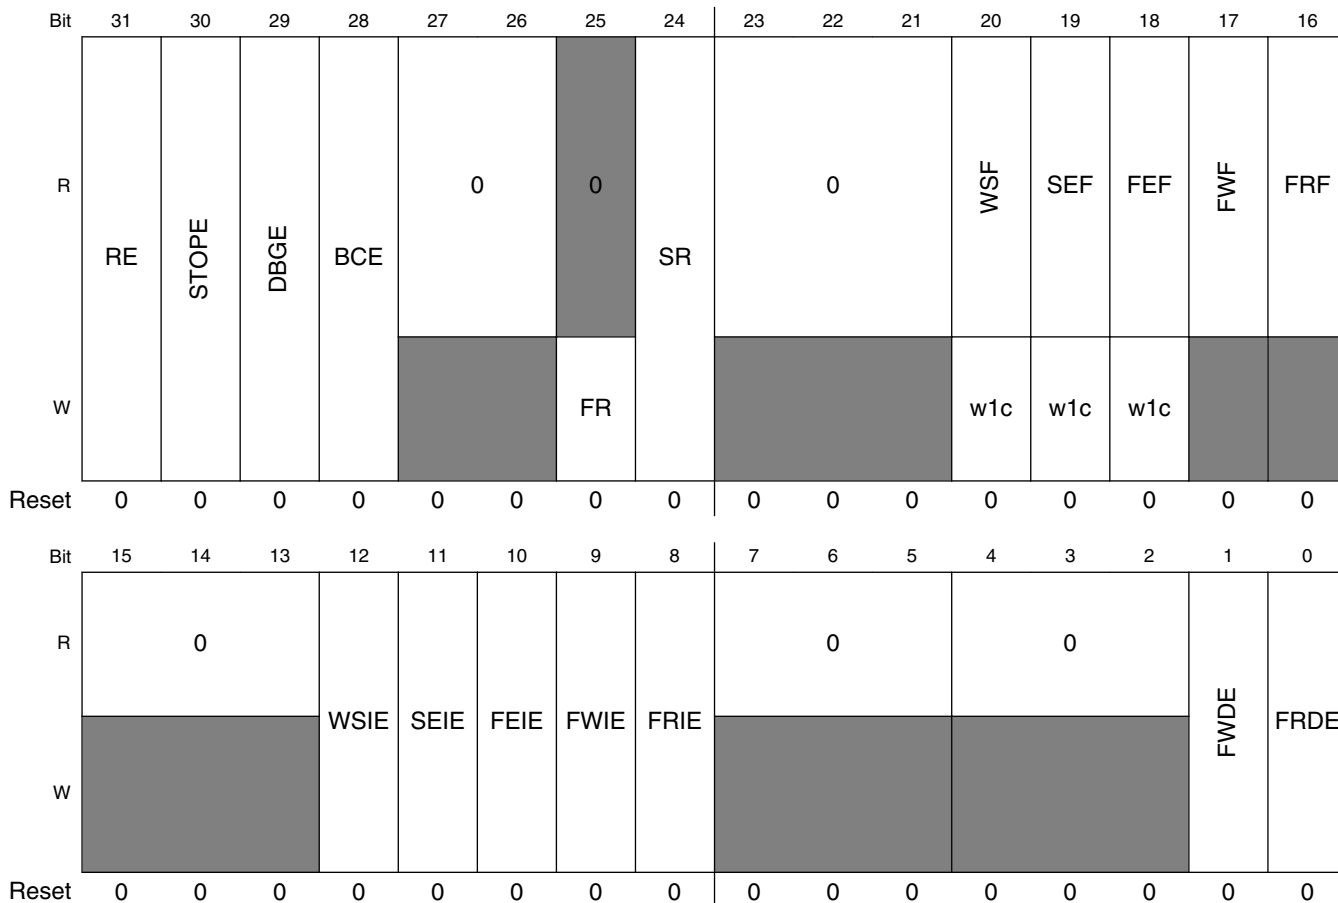 Bit 31 30 29 28 27 26 25 24 23 22 21 20 19 18 17 16
R 0 0 0 WSF SEF FEF FWF FRF
RE STOPE DBGE BCE SR
W FR w1c w1c w1c
Reset 0 0 0 0 0 0 0 0 0 0 0 0 0 0 0 0
Bit 15 14 13 12 11 10 9 8 7 6 5 4 3 2 1 0
R 0 0 0
WSIE SEIE FEIE FWIE FRIE FWDE FRDE
W
Reset 0 0 0 0 0 0 0 0 0 0 0 0 0 0 0 0